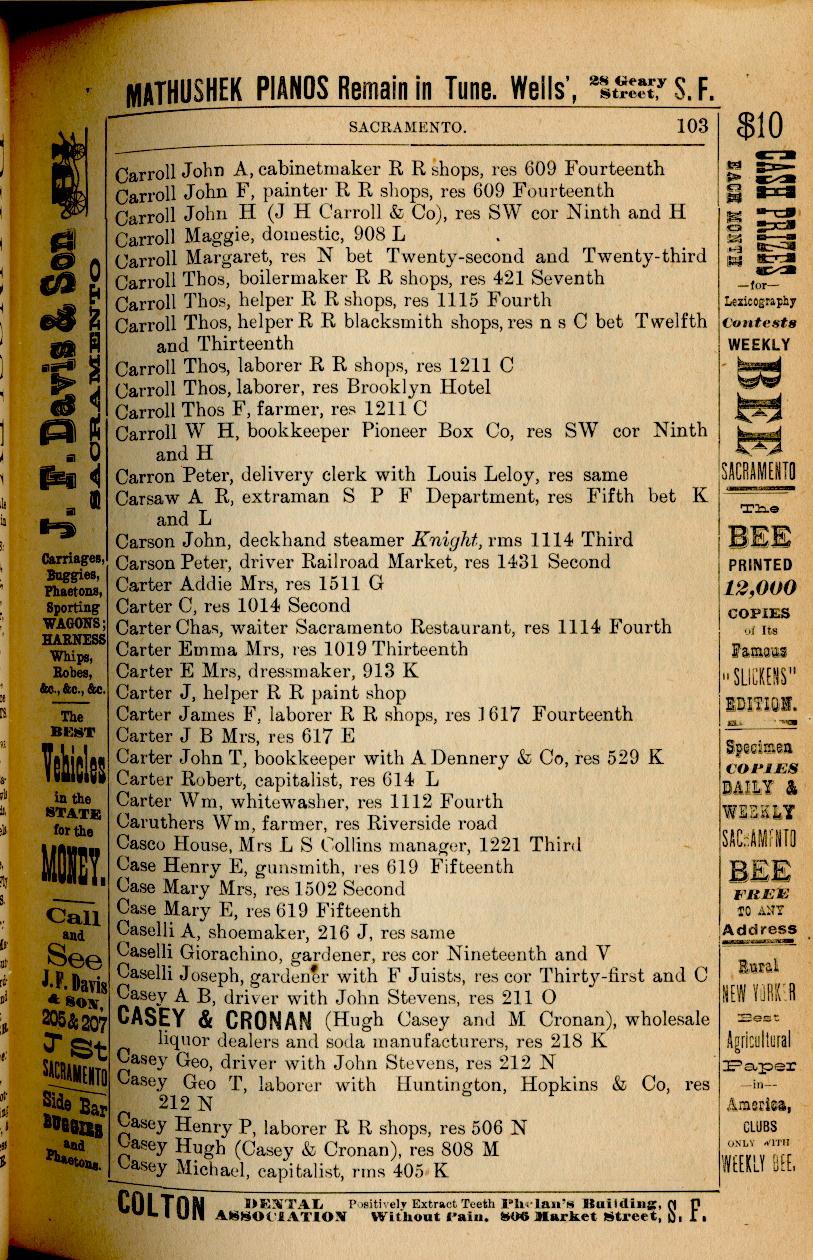 MATHUSHEK PIANOS Remain in Tune. Wells', 28 Geary Street, S. F.
SACRAMENTO. 103
Carroll John A, cabinetmaker R R shops, res 609 Fourteenth
Carroll John F, painter R R shops, res 609 Fourteenth
Carroll John H (J H Carroll & Co), res SW cor Ninth and H
Carroll Maggie, domestic, 908 L
Carroll Margaret, res N bet Twenty-second and Twenty-third
Carroll Thos, boilermaker R R shops, res 421 Seventh
Carroll Thos, helper R R shops, res 1115 Fourth
Carroll Thos, helper R R blacksmith shops, res n s C bet Twelfth
and Thirteenth
Carroll Thos, laborer R R shops, res 1211 C
Carroll Thos, laborer, res Brooklyn Hotel
Carroll Thos F, farmer, res 1211 C
Carroll W H, bookkeeper Pioneer Box Co, res SW cor Ninth
and H
Carron Peter, delivery clerk with Louis Leloy, res same
Carsaw A R, extraman S P F Department, res Fifth bet K
and L
Carson John, deckhand steamer Knight, rms 1114 Third
Carson Peter, driver Railroad Market, res 1431 Second
Carter Addie Mrs, res 1511 G
Carter C, res 1014 Second
Carter Chas, waiter Sacramento Restaurant, res 1114 Fourth
Carter Emma Mrs, res 1019 Thirteenth
Carter E Mrs, dressmaker, 913 K
Carter J, helper R R paint shop
Carter James F, laborer R R shops, res 1617 Fourteenth
Carter J B Mrs, res 617 E
Carter John T, bookkeeper with A Dennery & Co, res 529 K
Carter Robert, capitalist, res 614 L
Carter Wm, whitewasher, res 1112 Fourth
Caruthers Wm, farmer, res Riverside road
Casco House, Mrs L S Collins manager, 1221 Third
Case Henry E, gunsmith, res 619 Fifteenth
Case Mary Mrs, res 1502 Second
Case Mary E, res 619 Fifteenth
Caselli A, shoemaker, 216 J, res same
Caselli Giorachino, gardener, res cor Nineteenth and V
Caselli Joseph, gardener with F Juists, res cor Thirty-first and C
Casey A B, driver with John Stevens, res 211 O
CASEY & CRONAN (Hugh Casey and M Cronan), wholesale
liquor dealers and soda manufacturers, res 218 K
Casey Geo, driver with John Stevens, res 212 N
Casey Geo T, laborer with Huntington, Hopkins & Co, res
212 N
Casey Henry P, laborer R R shops, res 506 N
Casey Hugh (Casey & Cronan), res 808 M
Casey Michael, capitalist, rms 405 K
J. F. Davis & Son
SACRAMENTO
Carriages,
Buggies,
Phaetons,
Sporting
WAGONS;
HARNESS
Whips,
Robes,
&c., &c., &c.
The
BEST
Vehicles
in the
STATE
for the
MONEY.
Call
and
See
J. F. Davis
& SON,
205 & 207
J St
SACRAMENTO
Side Bar
BUGGIES
and
Phaetons.
$10
CASH PRIZES
EACH MONTH
—for—
Lexicography
Contests
WEEKLY
BEE
SACRAMENTO
The
BEE
PRINTED
12,000
COPIES
of Its
Famous
"SLICKENS"
EDITION.
Specimen
COPIES
DAILY &
WEEKLY
SACRAMENTO
BEE
FREE
TO ANY
Address
Rural
NEW YORKER
Best
Agricultural
Paper
—in—
America,
CLUBS
ONLY WITH
WEEKLY BEE.
COLTON DENTAL ASSOCIATION Positively Extract Teeth Without Pain. Phelan's Building, 806 Market Street, S. F.